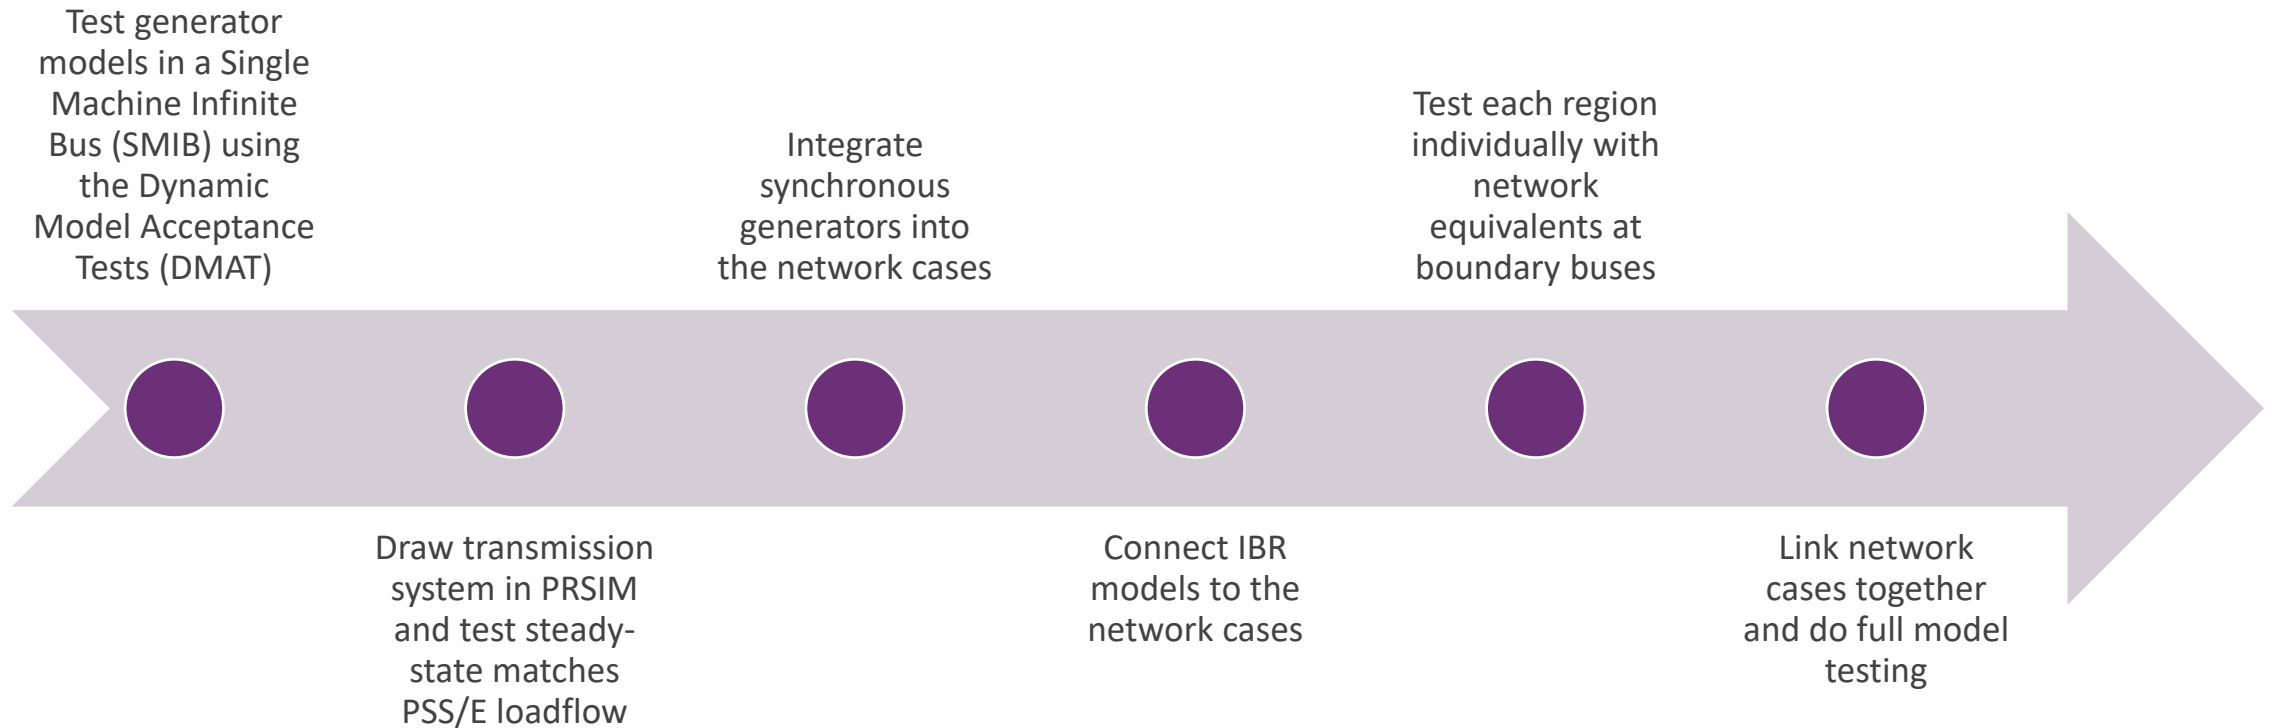 Test generator
models in a Single
Machine Infinite
Bus (SMIB) using
the Dynamic
Model Acceptance
Tests (DMAT)
Draw transmission
system in PRSIM
and test steady-
state matches
PSS/E loadflow
Integrate
synchronous
generators into
the network cases
Connect IBR
models to the
network cases
Test each region
individually with
network
equivalents at
boundary buses
Link network
cases together
and do full model
testing